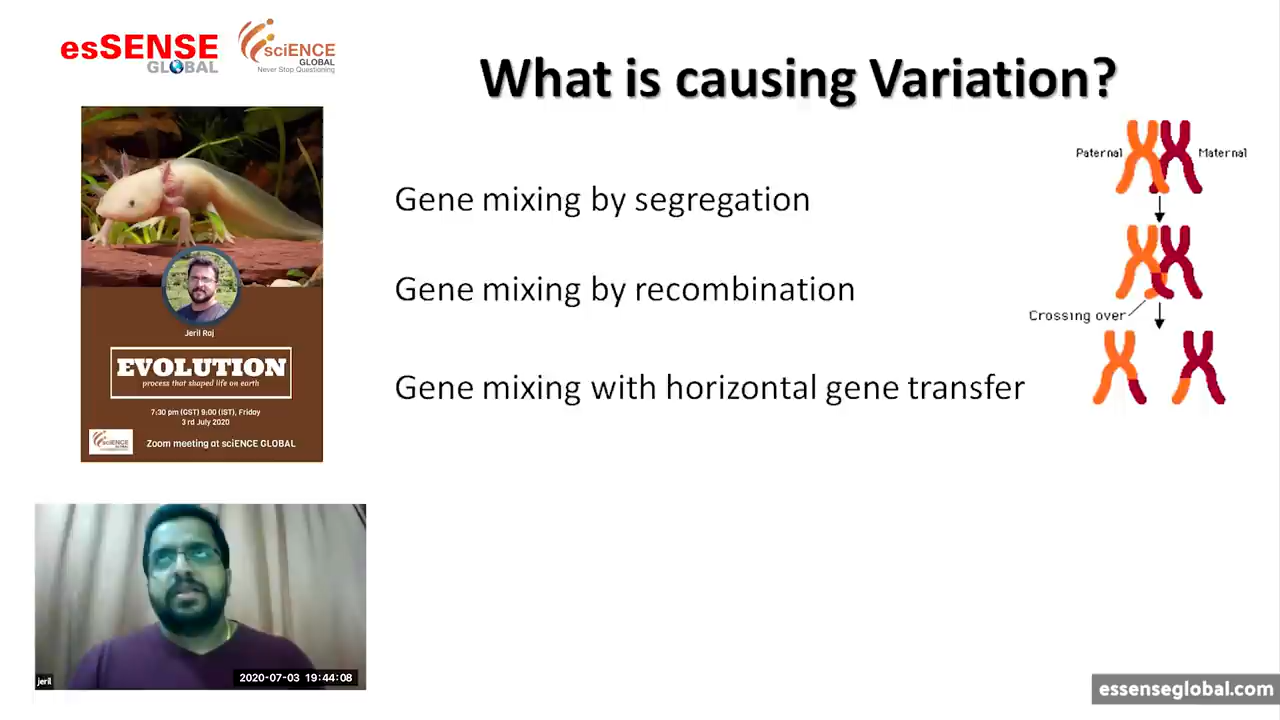 esSENSE
GLOBAL
sciENCE
GLOBAL
Never Stop Questioning
What is causing Variation?
Paternal
Maternal
Gene mixing by segregation
Gene mixing by recombination
Crossing over
Gene mixing with horizontal gene transfer
Jeril Raj
EVOLUTION
process that shaped life on earth
7:30 pm (GST) 9:00 (IST), Friday
3 rd July 2020
sciENCE
GLOBAL
Zoom meeting at sciENCE GLOBAL
jeril
2020-07-03 19:44:08
essenseglobal.com